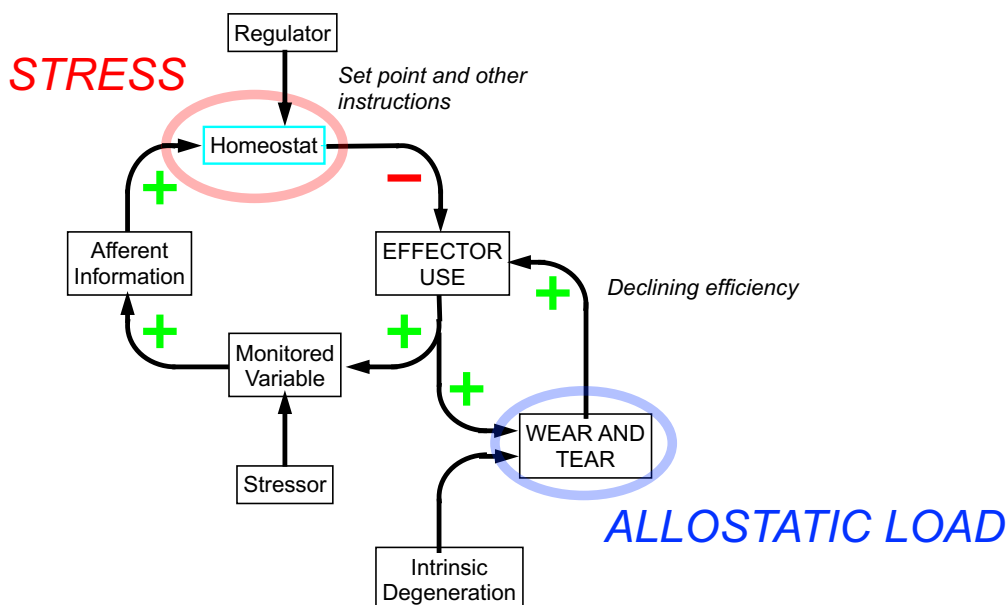 Regulator
STRESS
Set point and other
instructions
Homeostat
+
−
Afferent
Information
EFFECTOR
USE
+
Declining efficiency
+
+
Monitored
Variable
+
WEAR AND
TEAR
Stressor
ALLOSTATIC LOAD
Intrinsic
Degeneration